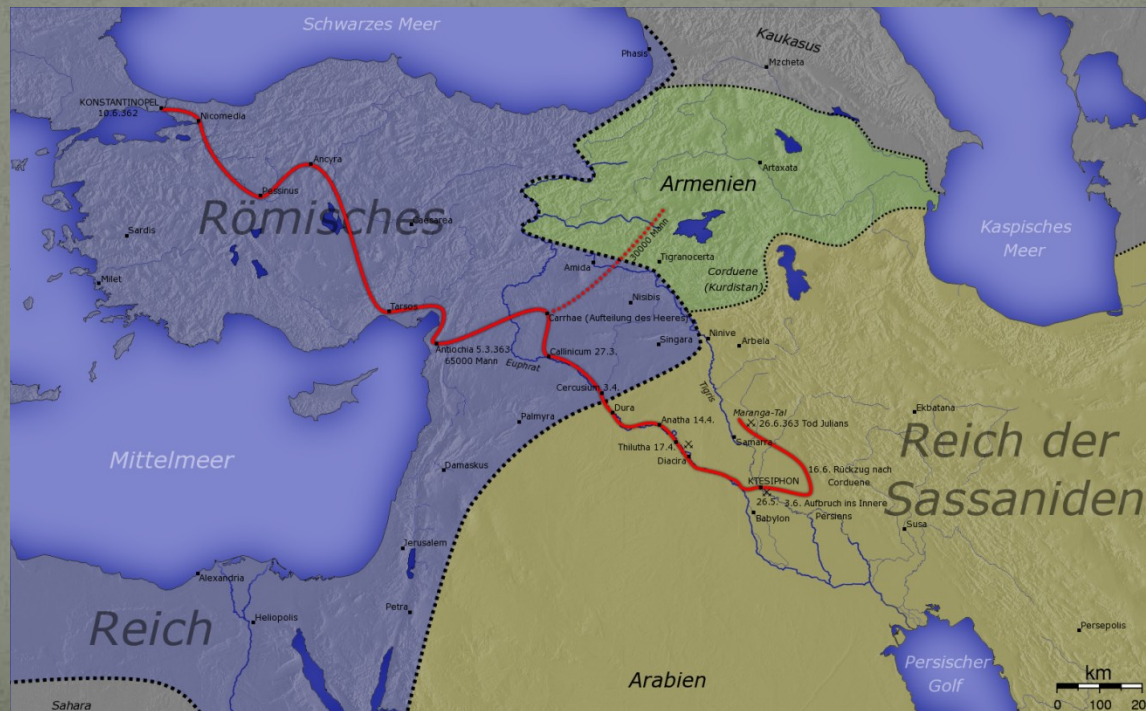 Schwarzes Meer
Kaukasus
Phasis
Mzcheta
KONSTANTINOPEL
10.6.362
Nicomedia
Ancyra
Pessinus
Armenien
Artaxata
Römisches
Caesarea
Sardis
Milet
30000 Mann
Tigranocerta
Amida
Corduene
(Kurdistan)
Kaspisches
Meer
Nisibis
Tarsos
Carrhae (Aufteilung des Heeres)
Singara
Ninive
Arbela
Antiochia 5.3.363
65000 Mann
Callinicum 27.3.
Euphrat
Cercusium 3.4.
Tigris
Dura
Palmyra
Anatha 14.4.
Maranga-Tal
26.6.363 Tod Julians
Ekbatana
Thilutha 17.4.
Samarra
Diacira
Mittelmeer
Damaskus
Reich der
Sassaniden
16.6. Rückzug nach
Corduene
KTESIPHON
26.5.
3.6. Aufbruch ins Innere
Persiens
Babylon
Susa
Jerusalem
Alexandria
Petra
Heliopolis
Reich
Persepolis
Persischer
Golf
Arabien
Sahara
km
0 100 20